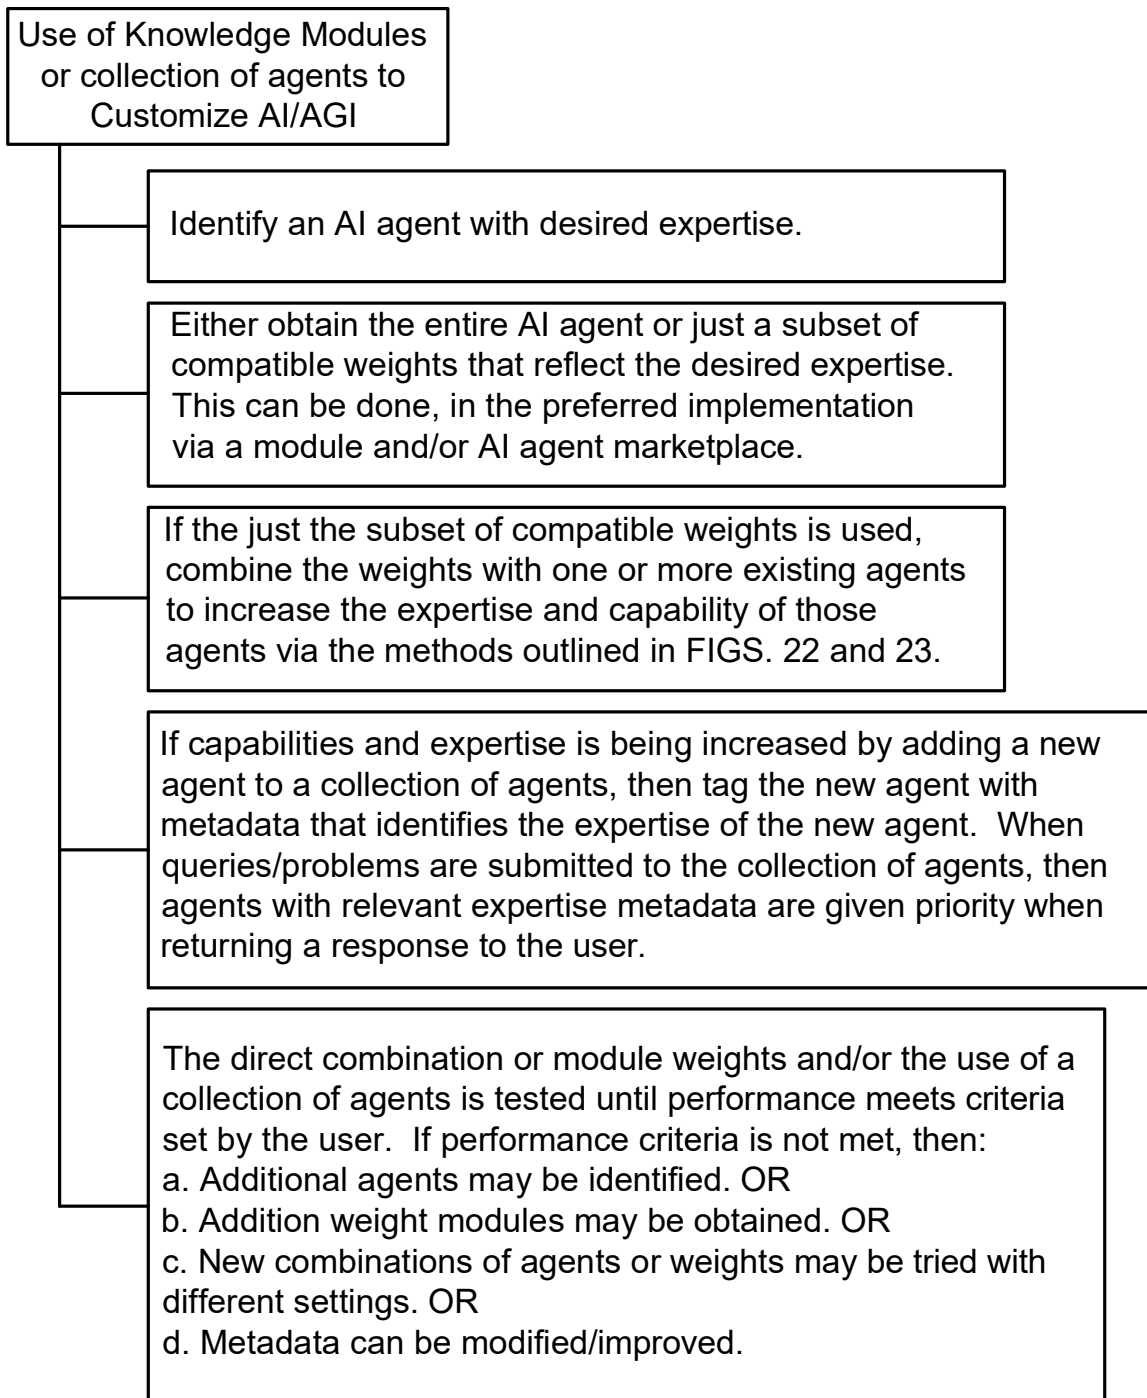 Use of Knowledge Modules
or collection of agents to
Customize AI/AGI
Identify an AI agent with desired expertise.
Either obtain the entire AI agent or just a subset of
compatible weights that reflect the desired expertise.
This can be done, in the preferred implementation
via a module and/or AI agent marketplace.
If the just the subset of compatible weights is used,
combine the weights with one or more existing agents
to increase the expertise and capability of those
agents via the methods outlined in FIGS. 22 and 23.
If capabilities and expertise is being increased by adding a new
agent to a collection of agents, then tag the new agent with
metadata that identifies the expertise of the new agent.  When
queries/problems are submitted to the collection of agents, then
agents with relevant expertise metadata are given priority when
returning a response to the user.
The direct combination or module weights and/or the use of a
collection of agents is tested until performance meets criteria
set by the user.  If performance criteria is not met, then:
a. Additional agents may be identified. OR
b. Addition weight modules may be obtained. OR
c. New combinations of agents or weights may be tried with
different settings. OR
d. Metadata can be modified/improved.